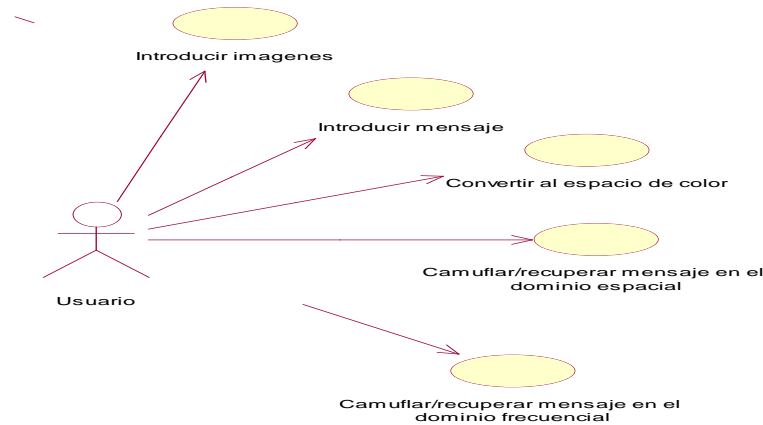 Introducir imagenes
Introducir mensaje
Convertir al espacio de color
Camuflar/recuperar mensaje en el
dominio espacial
Usuario
Camuflar/recuperar mensaje en el
dominio frecuencial